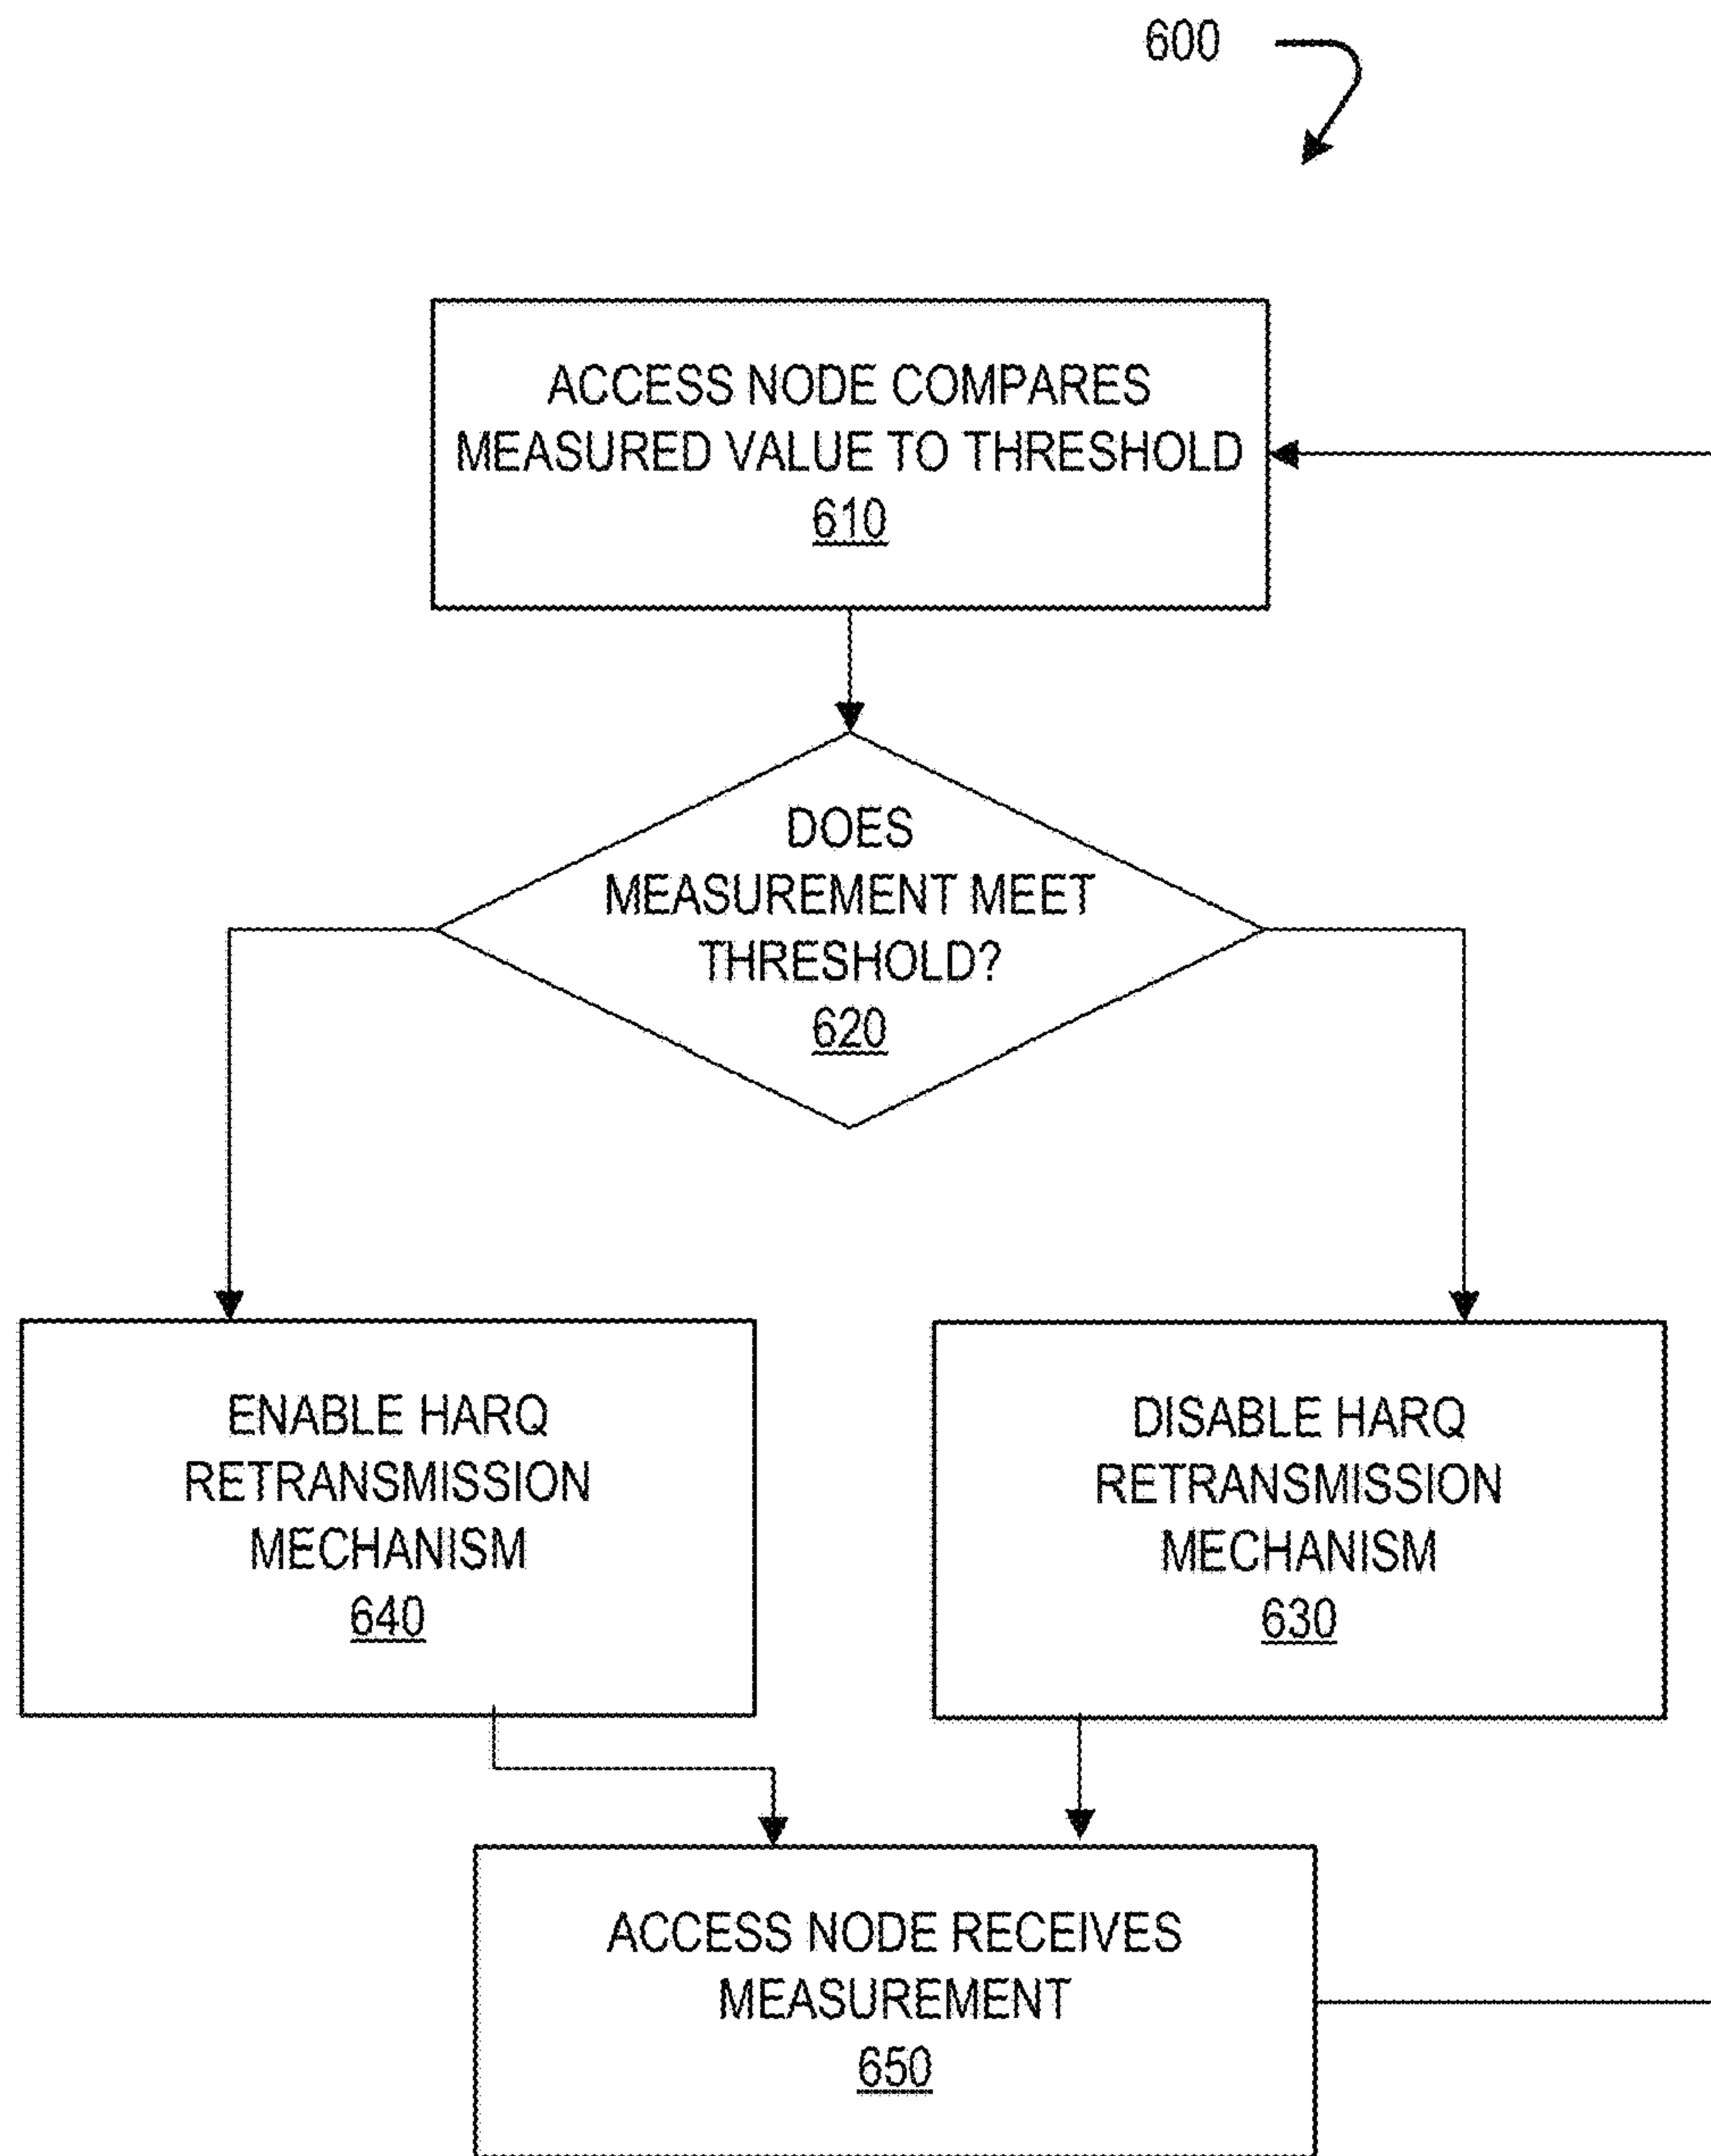 600
ACCESS NODE COMPARES
MEASURED VALUE TO THRESHOLD
610
DOES
MEASUREMENT MEET
THRESHOLD?
620
ENABLE HARQ
RETRANSMISSION
MECHANISM
640
DISABLE HARQ
RETRANSMISSION
MECHANISM
630
ACCESS NODE RECEIVES
MEASUREMENT
650